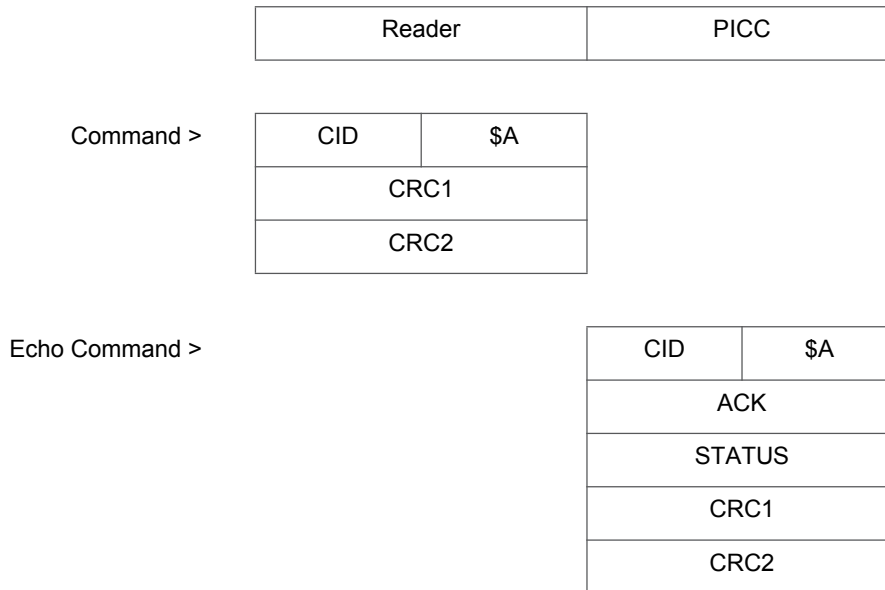 Reader PICC
Command > CID $A
CRC1
CRC2
Echo Command > CID $A
ACK
STATUS
CRC1
CRC2